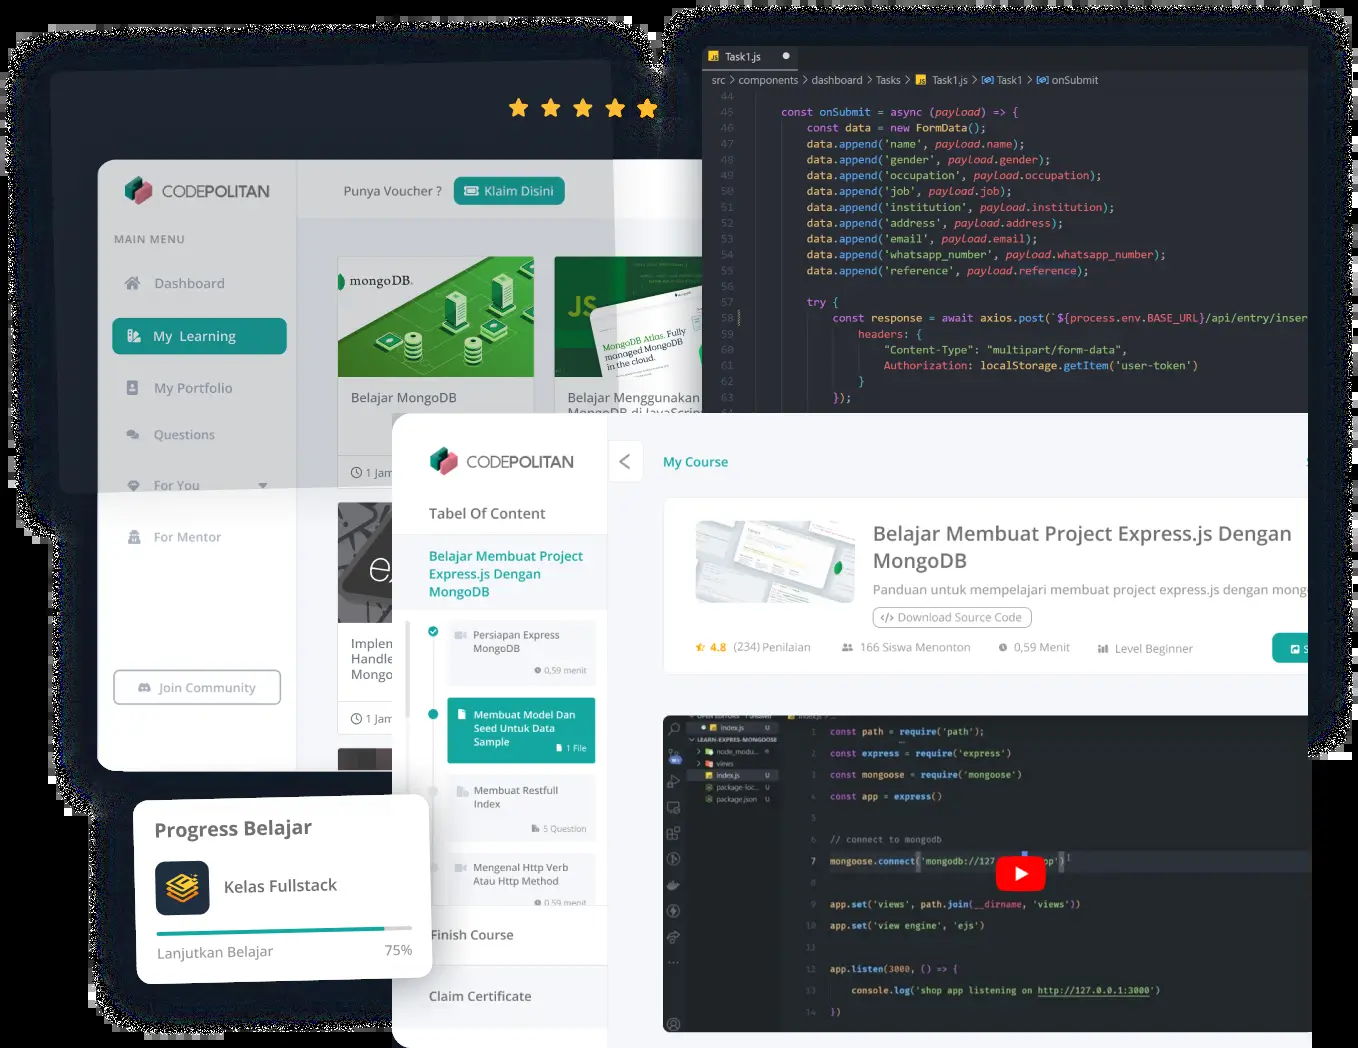 CODEPOLITAN
Punya Voucher ?
Klaim Disini
MAIN MENU
Dashboard
My Learning
My Portfolio
Questions
For You
For Mentor
Join Community
mongoDB
Belajar MongoDB
1 Jam
JS
MongoDB Atlas. Fully
managed MongoDB
in the cloud.
Belajar Menggunakan
MongoDB di JavaScrip
ex
Implem
Handle
Mongo
1 Jam
Task1.js
src > components > dashboard > Tasks > Task1.js > Task1 > onSubmit
44
45 const onSubmit = async (payload) => {
46 const data = new FormData();
47 data.append('name', payload.name);
48 data.append('gender', payload.gender);
49 data.append('occupation', payload.occupation);
50 data.append('job', payload.job);
51 data.append('institution', payload.institution);
52 data.append('address', payload.address);
53 data.append('email', payload.email);
54 data.append('whatsapp_number', payload.whatsapp_number);
55 data.append('reference', payload.reference);
56
57 try {
58 const response = await axios.post(`${process.env.BASE_URL}/api/entry/inser
59 headers: {
60 "Content-Type": "multipart/form-data",
61 Authorization: localStorage.getItem('user-token')
62 }
63 });
CODEPOLITAN
Tabel Of Content
Belajar Membuat Project
Express.js Dengan
MongoDB
Persiapan Express
MongoDB
0,59 menit
Membuat Model Dan
Seed Untuk Data
Sample
1 File
Membuat Restfull
Index
5 Question
Mengenal Http Verb
Atau Http Method
0,59 menit
Finish Course
Claim Certificate
My Course
Belajar Membuat Project Express.js Dengan
MongoDB
Panduan untuk mempelajari membuat project express.js dengan mong
</> Download Source Code
4.8 (234) Penilaian
166 Siswa Menonton
0,59 Menit
Level Beginner
S
OPEN EDITORS 1 unsaved
index.js U
LEARN-EXPRES-MONGOOSE
node_modu...
views
index.js U
package-loc... U
package.json U
index.js > ...
1 const path = require('path');
2 const express = require('express')
3 const mongoose = require('mongoose')
4 const app = express()
5
6 // connect to mongodb
7 mongoose.connect('mongodb://127. pp')
8
9 app.set('views', path.join(__dirname, 'views'))
10 app.set('view engine', 'ejs')
11
12 app.listen(3000, () => {
13 console.log('shop app listening on http://127.0.0.1:3000')
14 })
Progress Belajar
Kelas Fullstack
Lanjutkan Belajar
75%